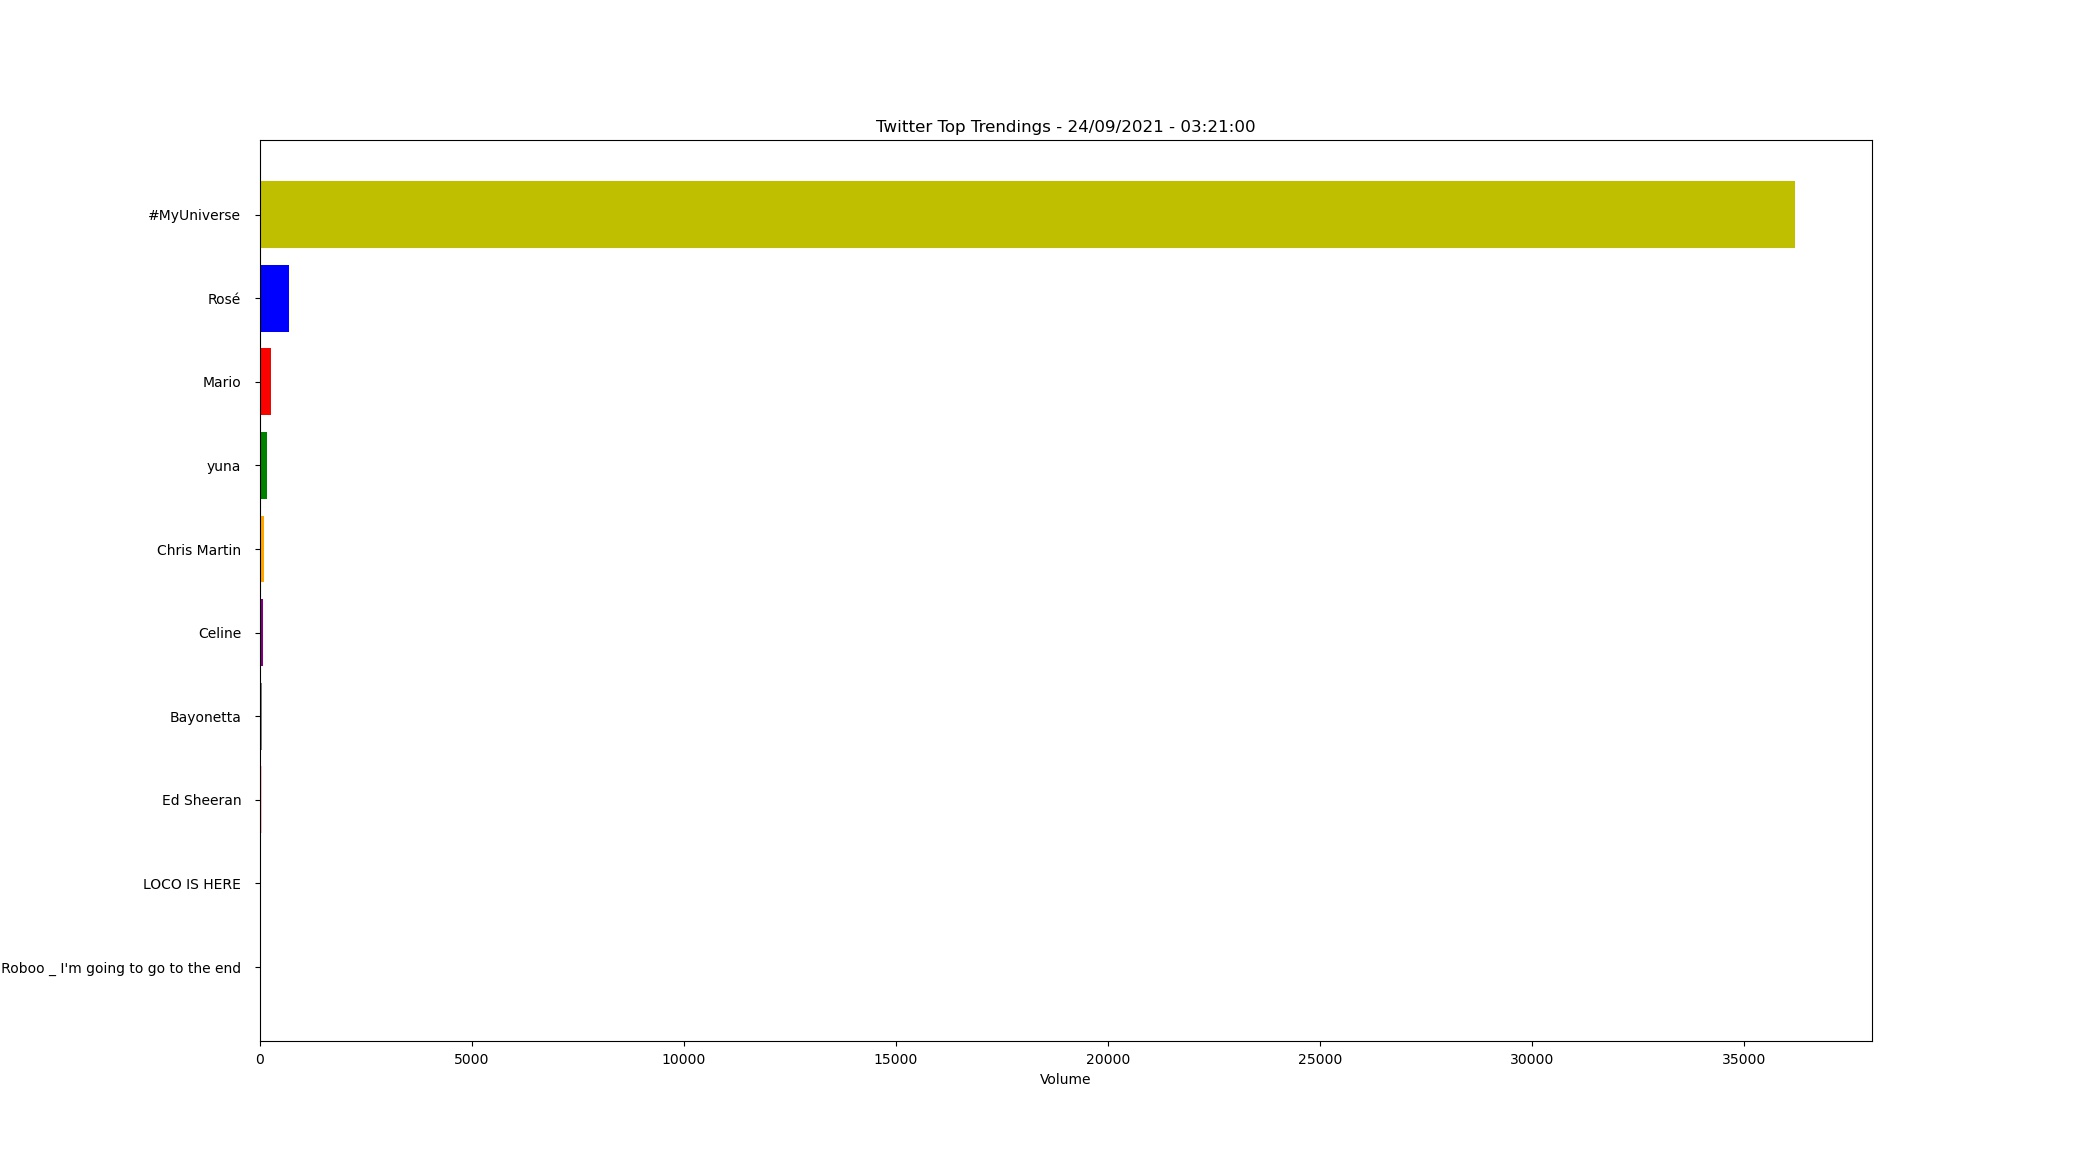 Twitter Top Trendings - 24/09/2021 - 03:21:00
#MyUniverse
Rosé
Mario
yuna
Chris Martin
Celine
Bayonetta
Ed Sheeran
LOCO IS HERE
Roboo _ I'm going to go to the end
0 5000 10000 15000 20000 25000 30000 35000
Volume